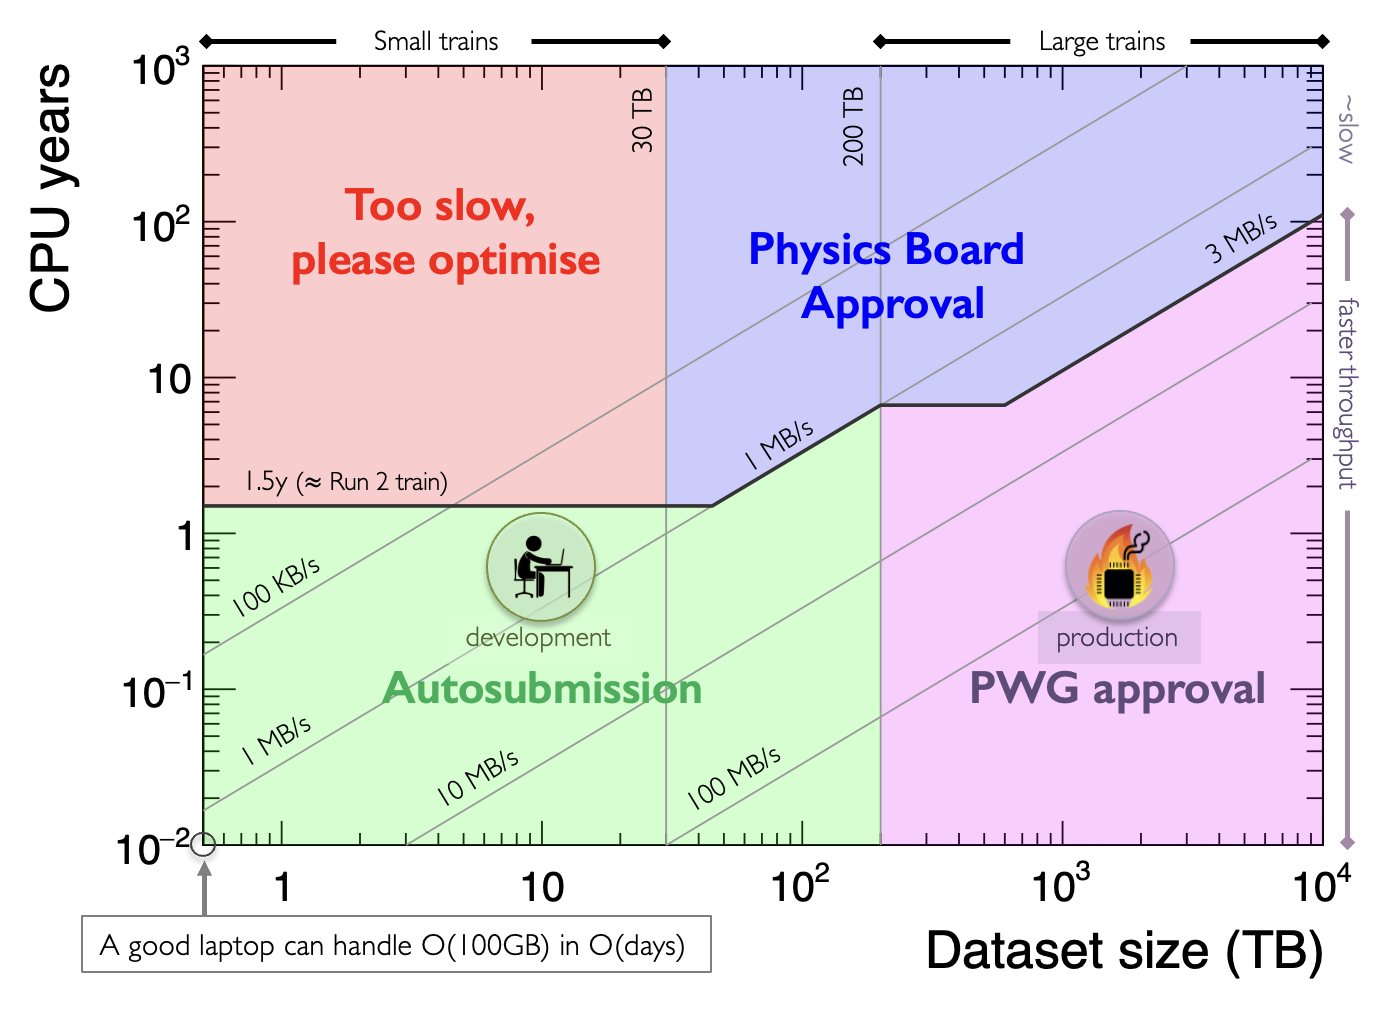 Small trains
Large trains
CPU years
10³
10²
10
1
10⁻¹
10⁻²
30 TB
200 TB
~slow
faster throughput
Too slow,
please optimise
Physics Board
Approval
3 MB/s
1 MB/s
1.5y (≈ Run 2 train)
100 KB/s
development
production
Autosubmission
PWG approval
1 MB/s
10 MB/s
100 MB/s
1
10
10²
10³
10⁴
A good laptop can handle O(100GB) in O(days)
Dataset size (TB)